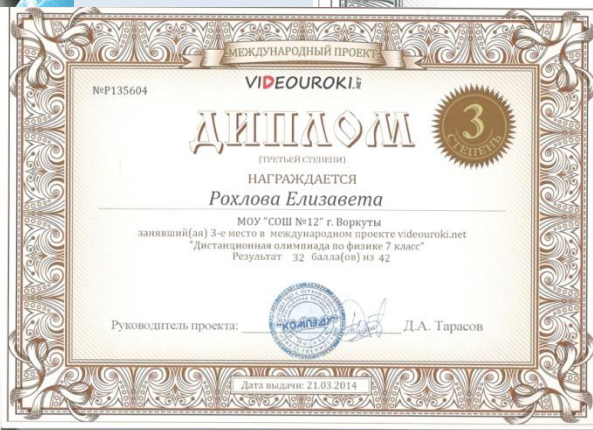 МЕЖДУНАРОДНЫЙ ПРОЕКТ
VIDEOUROKI.NET
№Р135604
ДИПЛОМ
3
СТЕПЕНЬ
(ТРЕТЬЕЙ СТЕПЕНИ)
НАГРАЖДАЕТСЯ
Рохлова Елизавета
МОУ "СОШ №12" г. Воркуты
занявший(ая) 3-е место в международном проекте videouroki.net
"Дистанционная олимпиада по физике 7 класс"
Результат 32 балла(ов) из 42
"КОМПЭДУ"
Руководитель проекта: Д.А. Тарасов
Дата выдачи: 21.03.2014